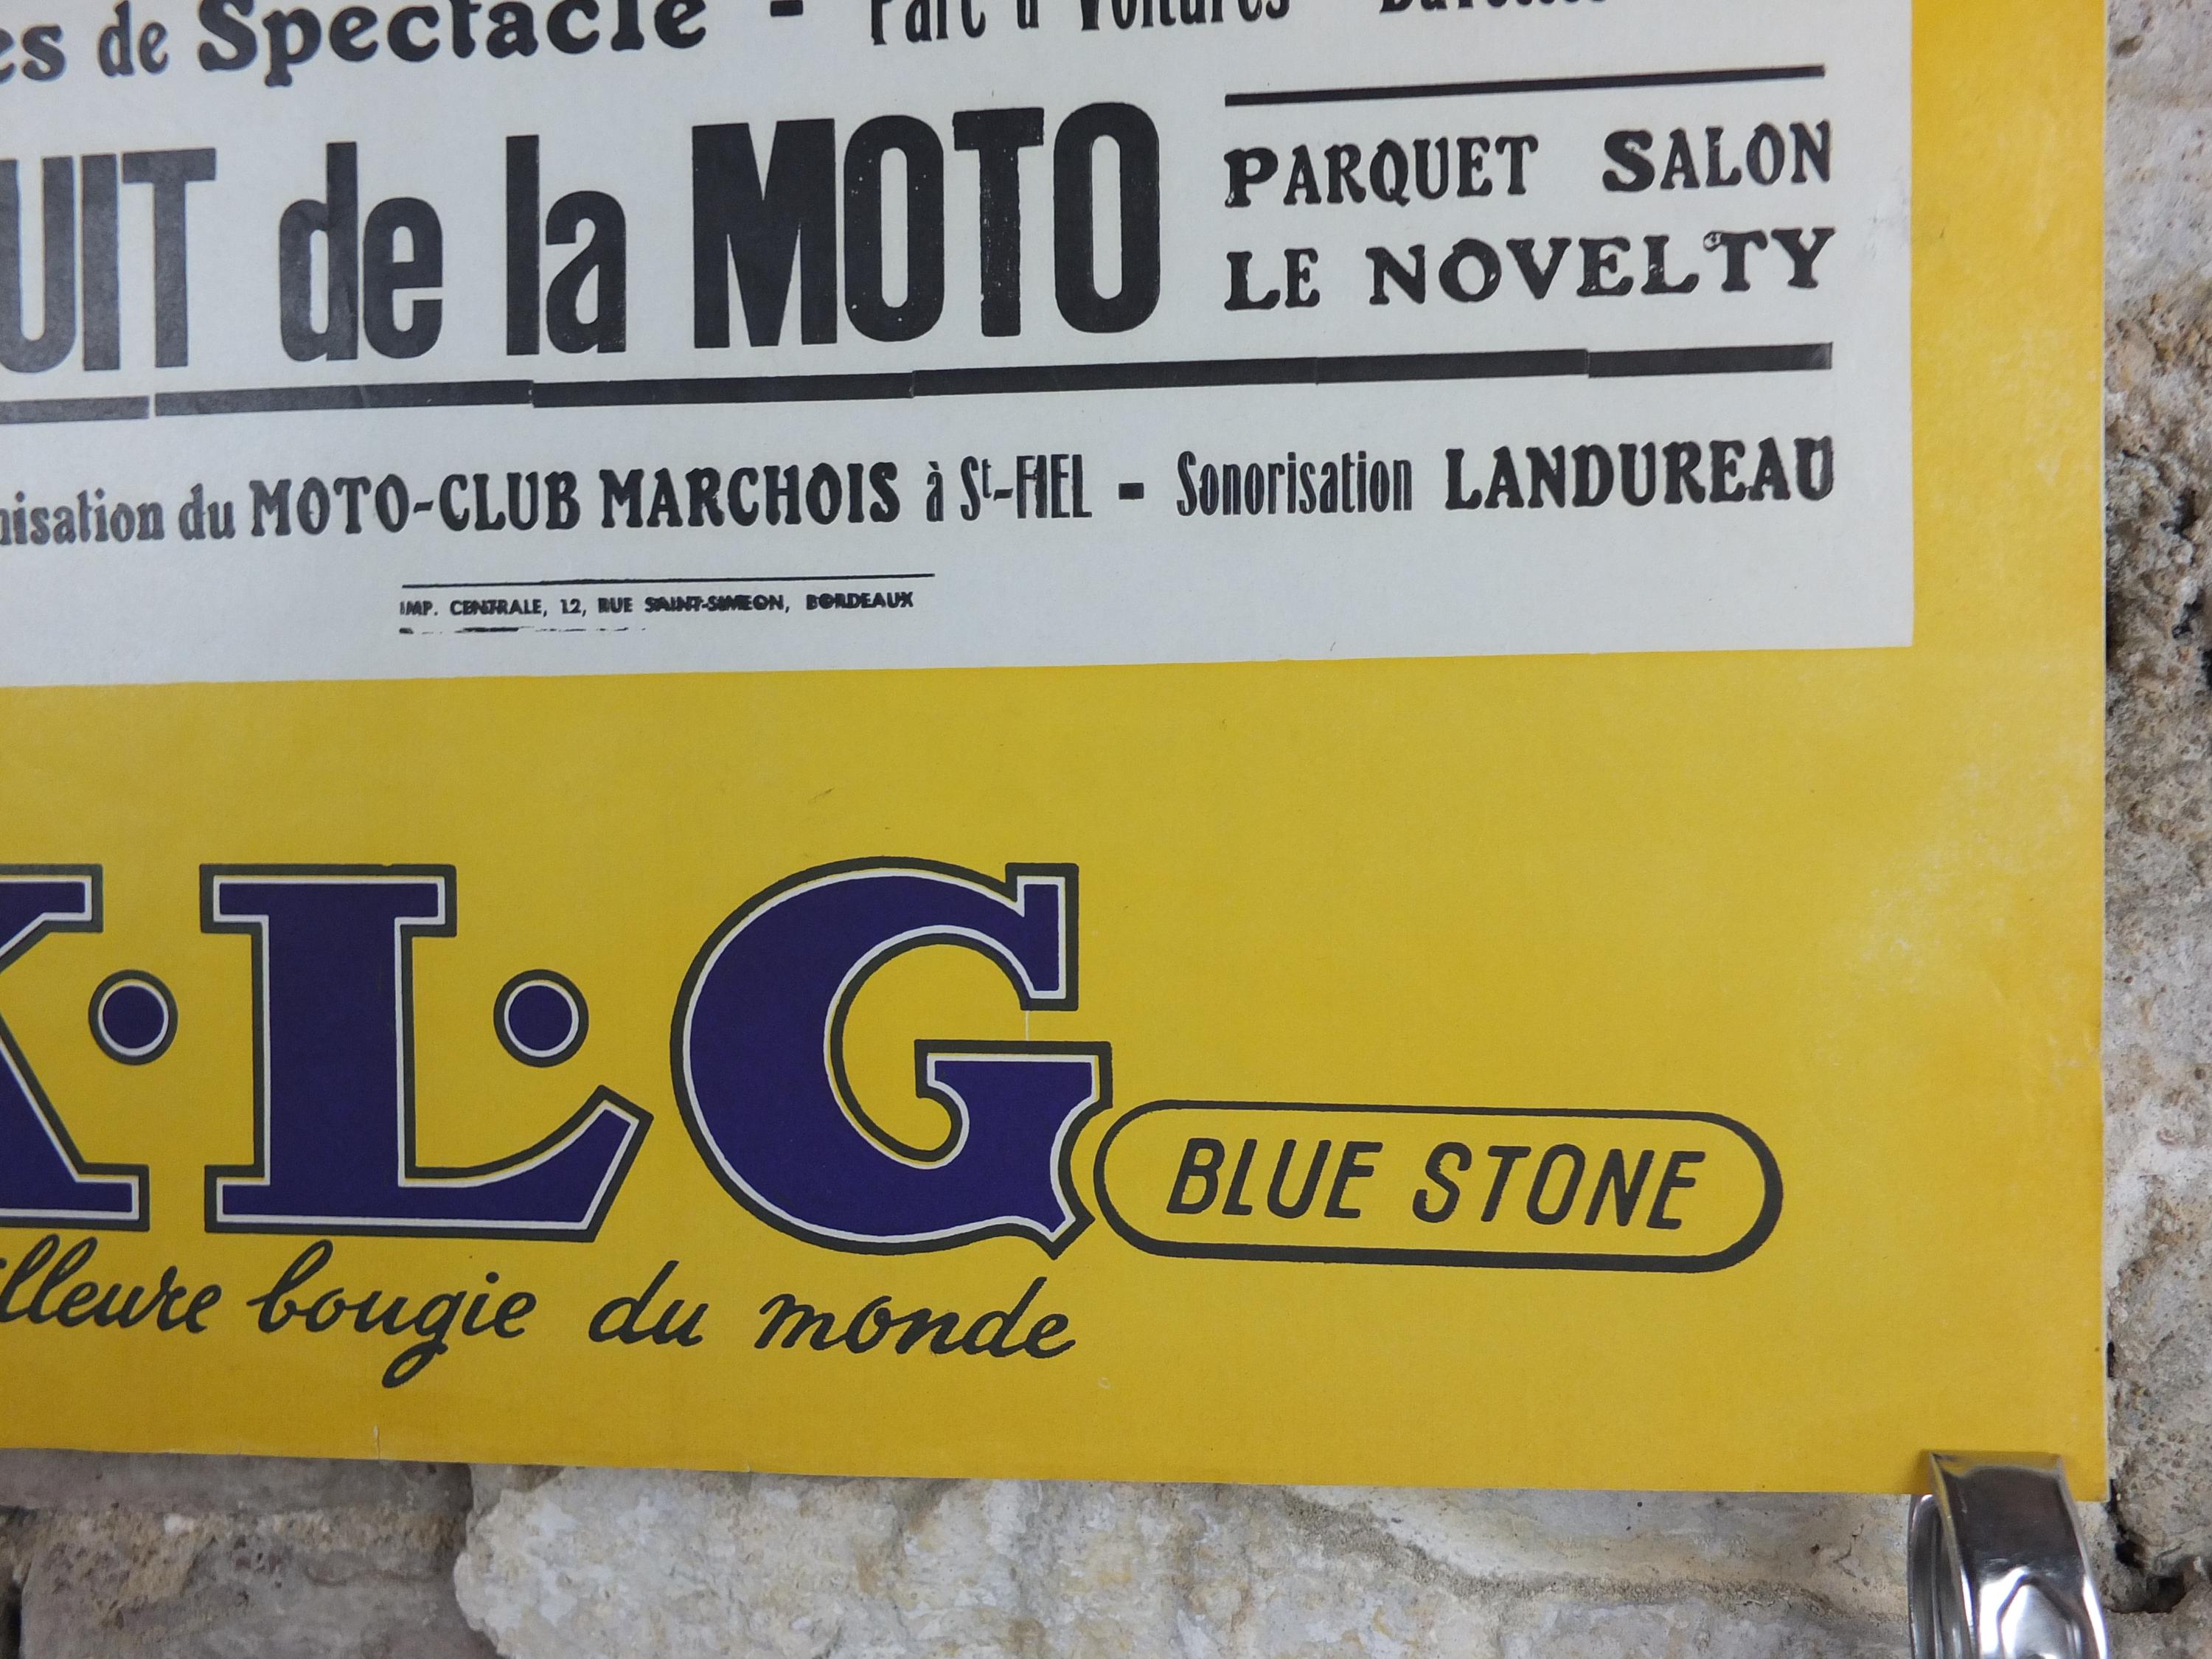 es de Spectacle - Parc à Voitures
UIT de la MOTO
PARQUET SALON
LE NOVELTY
nisation du MOTO-CLUB MARCHOIS à St-FIEL - Sonorisation LANDUREAU
IMP. CENTRALE, 12, RUE SAINT-SIMEON, BORDEAUX
K·L·G
BLUE STONE
illeure bougie du monde